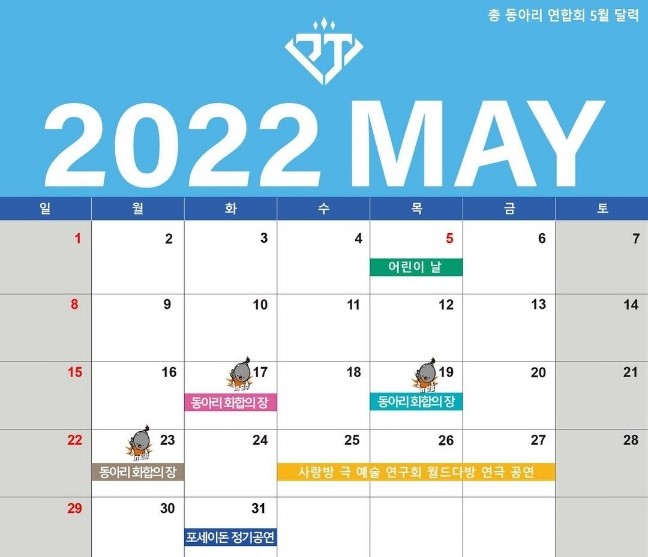 총 동아리 연합회 5월 달력
2022 MAY
일 월 화 수 목 금 토
1 2 3 4 5 6 7
어린이 날
8 9 10 11 12 13 14
15 16 17 18 19 20 21
동아리 화합의 장 동아리 화합의 장
22 23 24 25 26 27 28
동아리 화합의 장 사랑방 극 예술 연구회 월드다방 연극 공연
29 30 31
포세이돈 정기공연